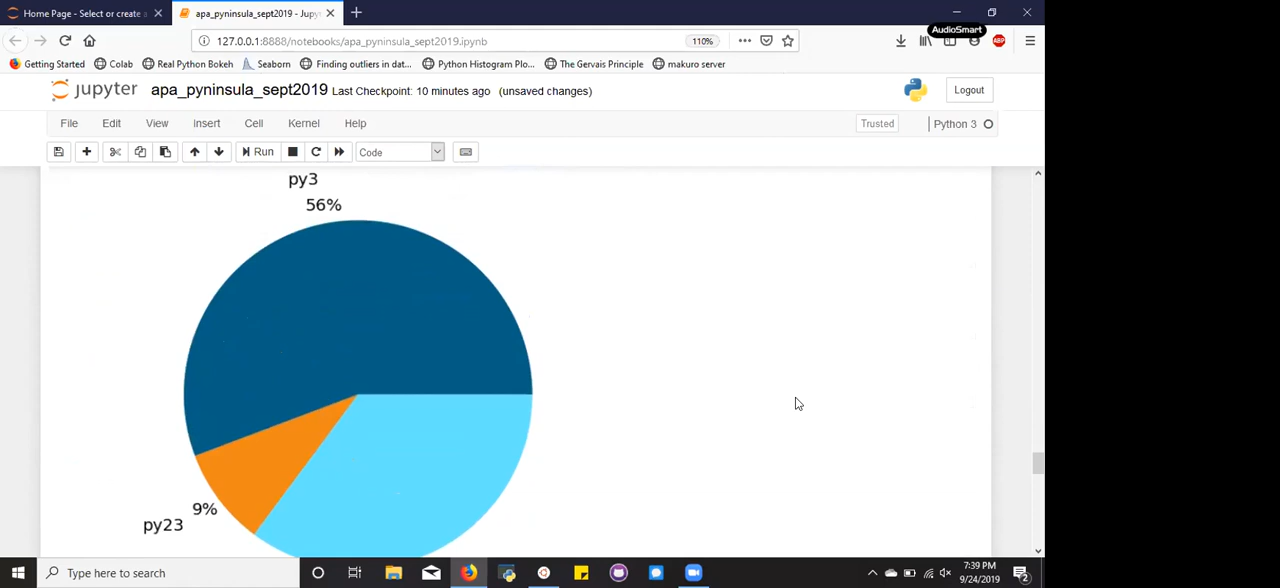 Home Page - Select or create a
apa_pyninsula_sept2019 - Jupy
AudioSmart
127.0.0.1:8888/notebooks/apa_pyninsula_sept2019.ipynb
110%
ABP
Getting Started
Colab
Real Python Bokeh
Seaborn
Finding outliers in dat...
Python Histogram Plo...
The Gervais Principle
makuro server
jupyter apa_pyninsula_sept2019 Last Checkpoint: 10 minutes ago (unsaved changes)
Logout
File Edit View Insert Cell Kernel Help
Trusted
Python 3
Run
Code
py3
56%
9%
py23
Type here to search
7:39 PM
9/24/2019
2